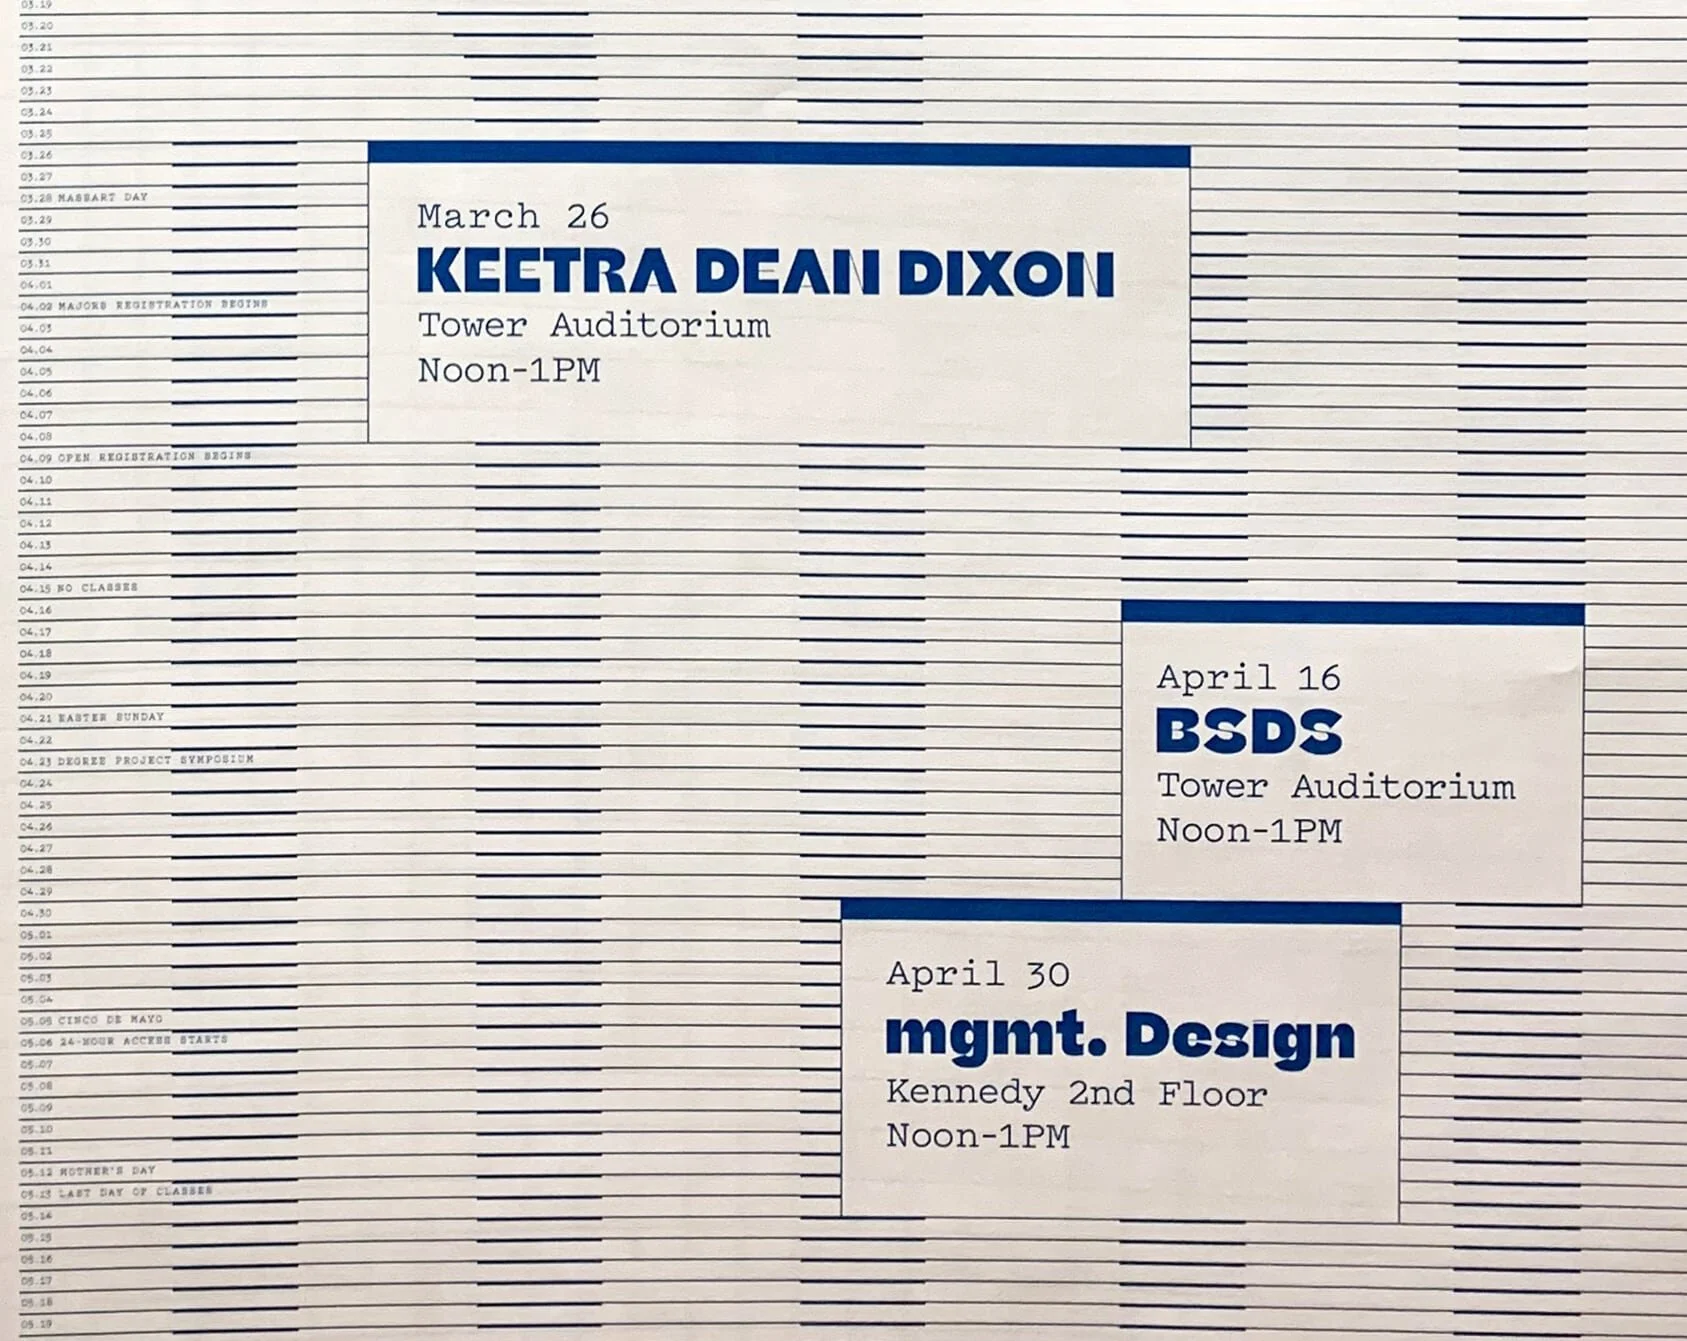 03.19
03.20
03.21
03.22
03.23
03.24
03.25
03.26
03.27
03.28 MASSART DAY
03.29
03.30
03.31
04.01
04.02 MAJORS REGISTRATION BEGINS
04.03
04.04
04.05
04.06
04.07
04.08
04.09 OPEN REGISTRATION BEGINS
04.10
04.11
04.12
04.13
04.14
04.15 NO CLASSES
04.16
04.17
04.18
04.19
04.20
04.21 EASTER SUNDAY
04.22
04.23 DEGREE PROJECT SYMPOSIUM
04.24
04.25
04.26
04.27
04.28
04.29
04.30
05.01
05.02
05.03
05.04
05.05 CINCO DE MAYO
05.06 24-HOUR ACCESS STARTS
05.07
05.08
05.09
05.10
05.11
05.12 MOTHER'S DAY
05.13 LAST DAY OF CLASSES
05.14
05.15
05.16
05.17
05.18
05.19
March 26
KEETRA DEAN DIXON
Tower Auditorium
Noon-1PM
April 16
BSDS
Tower Auditorium
Noon-1PM
April 30
mgmt. Design
Kennedy 2nd Floor
Noon-1PM